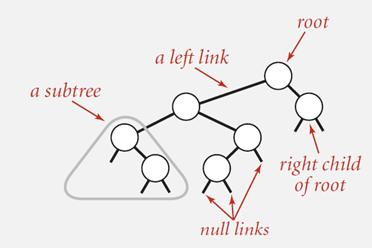 root
a left link
a subtree
right child
of root
null links